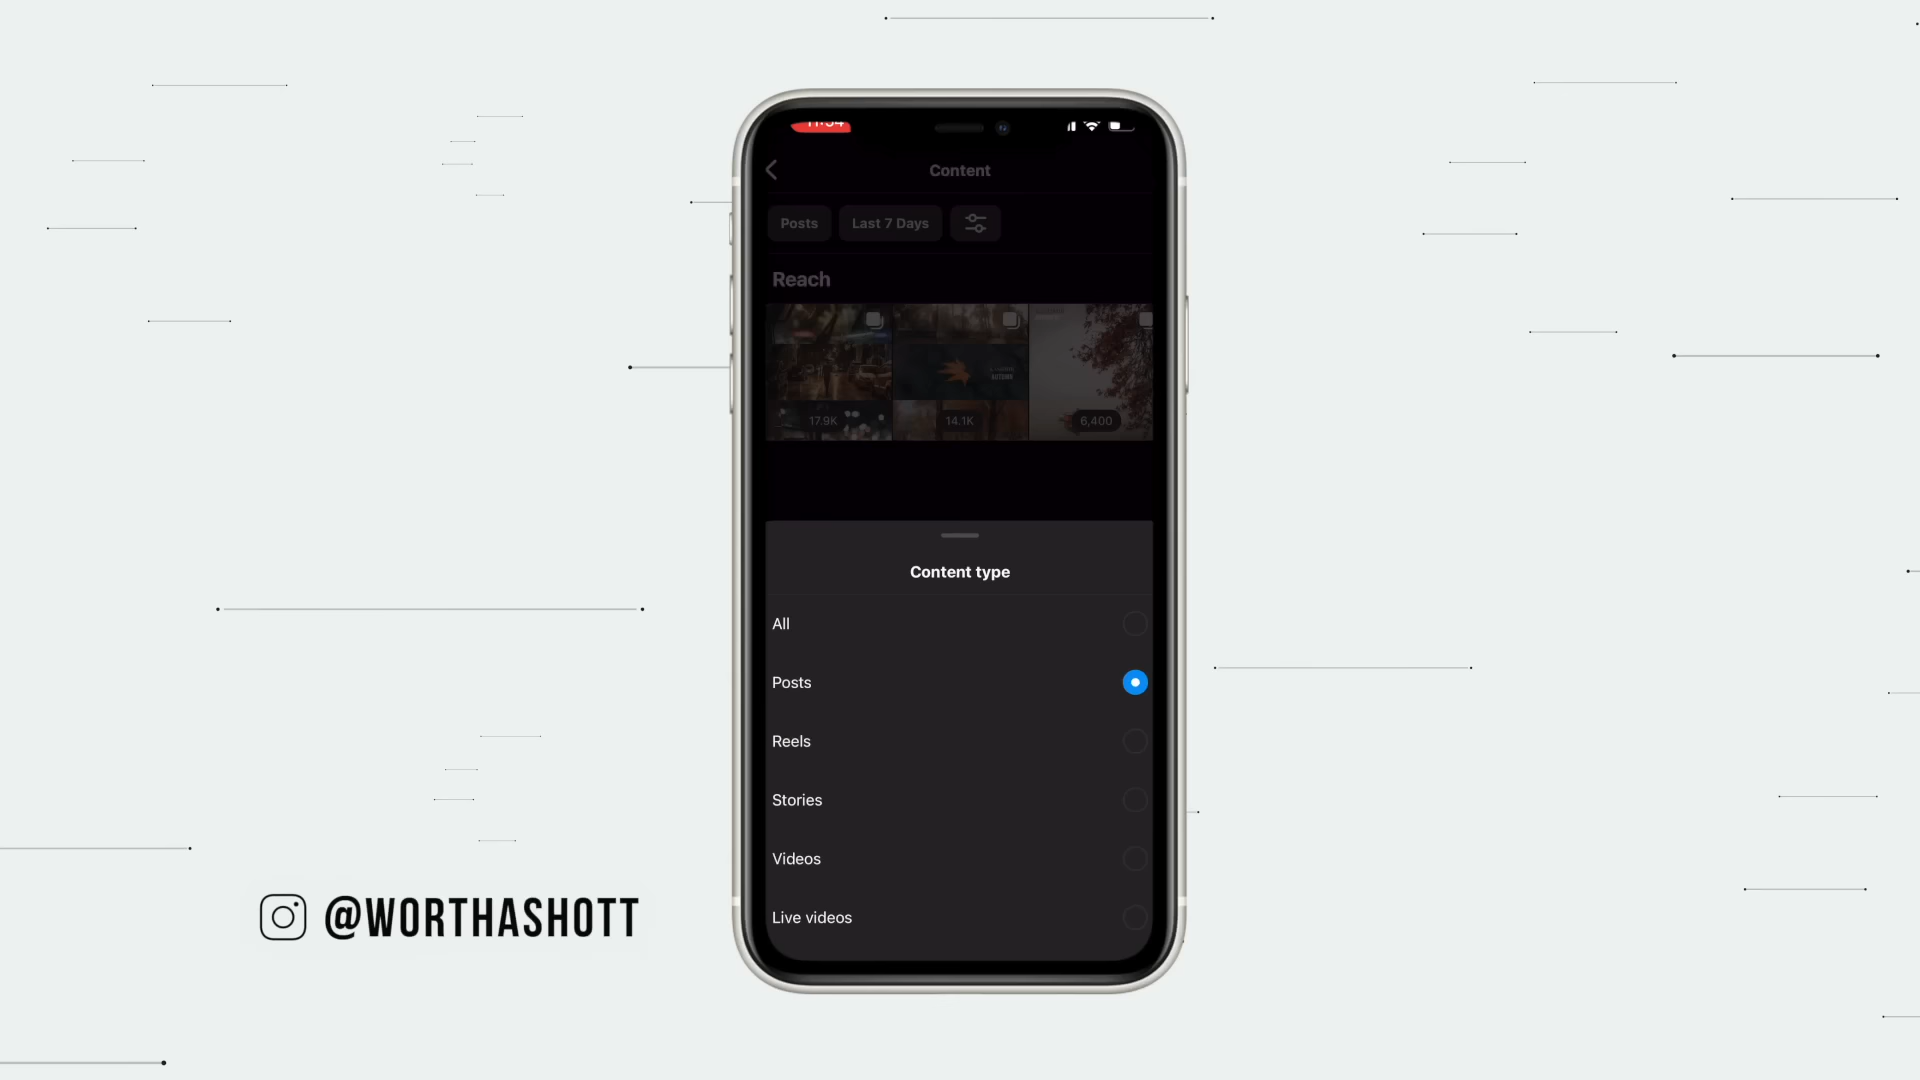 Content
Posts
Last 7 Days
Reach
AUTUMN
17.9K
14.1K
6,400
Content type
All
Posts
Reels
Stories
Videos
Live videos
@WORTHASHOTT